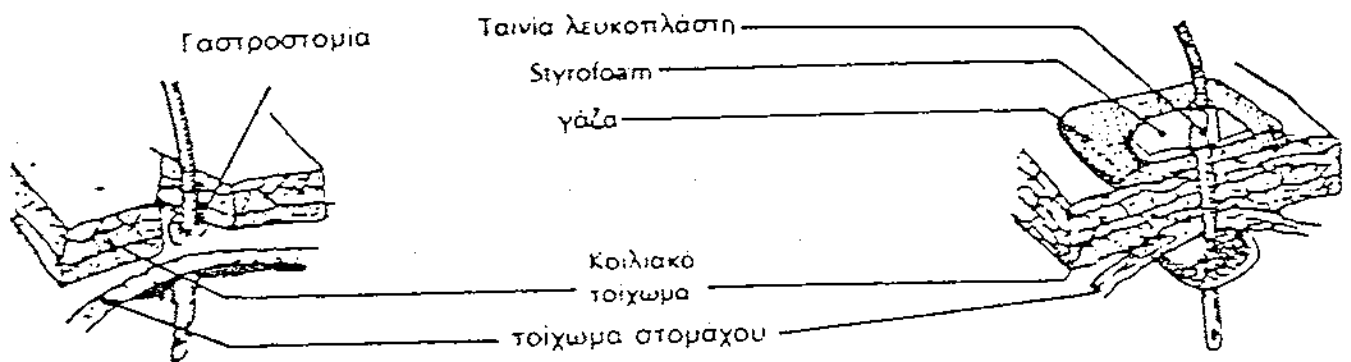 Γαστροστομία
Ταινία λευκοπλάστη
Styrofoam
γάζα
Κοιλιακό
τοίχωμα
τοίχωμα στομάχου